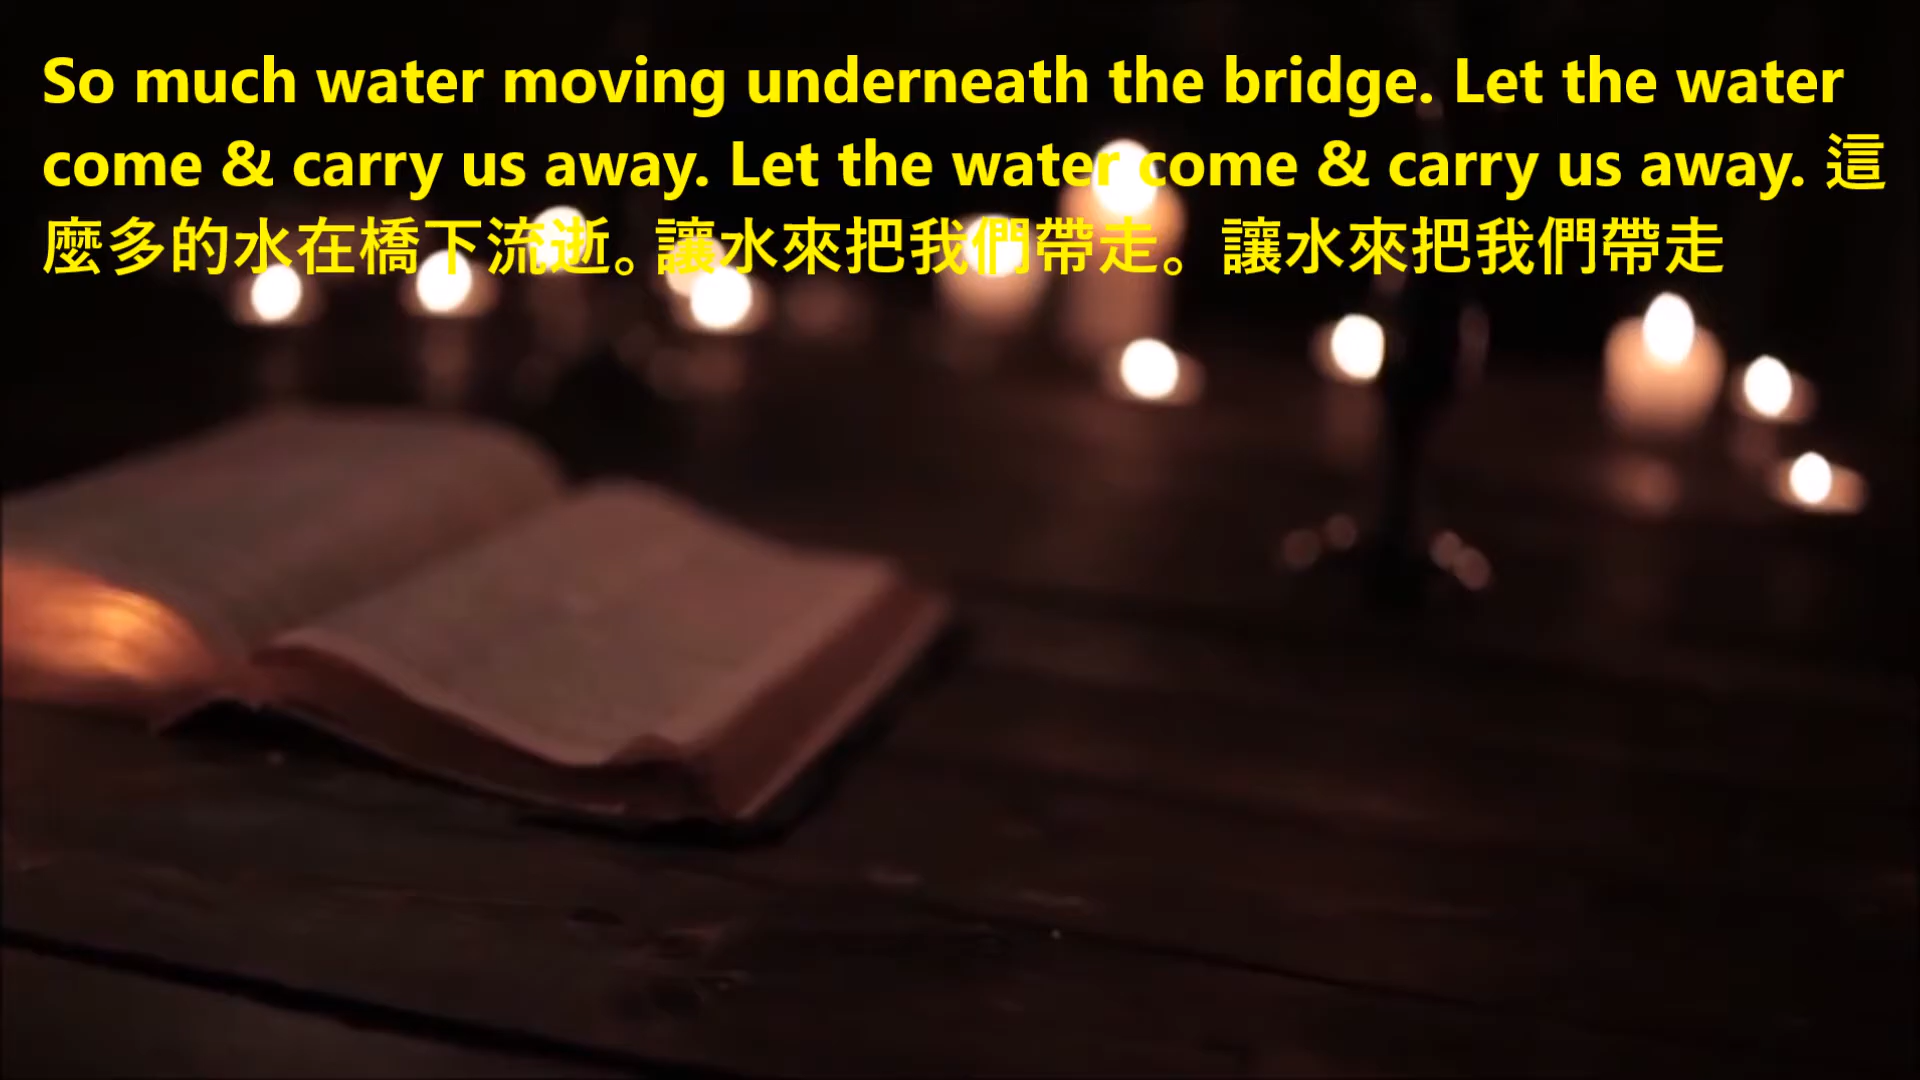 So much water moving underneath the bridge. Let the water
come & carry us away. Let the water come & carry us away. 這
麼多的水在橋下流逝。讓水來把我們帶走。 讓水來把我們帶走